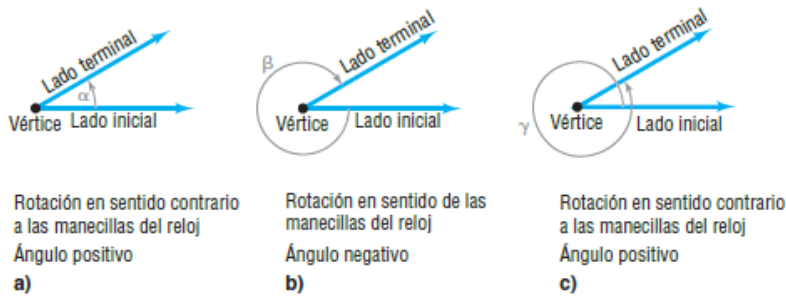 Lado terminal
α
Vértice Lado inicial
Rotación en sentido contrario
a las manecillas del reloj
Ángulo positivo
a)
β
Lado terminal
Vértice
Lado inicial
Rotación en sentido de las
manecillas del reloj
Ángulo negativo
b)
Lado terminal
γ
Vértice
Lado inicial
Rotación en sentido contrario
a las manecillas del reloj
Ángulo positivo
c)